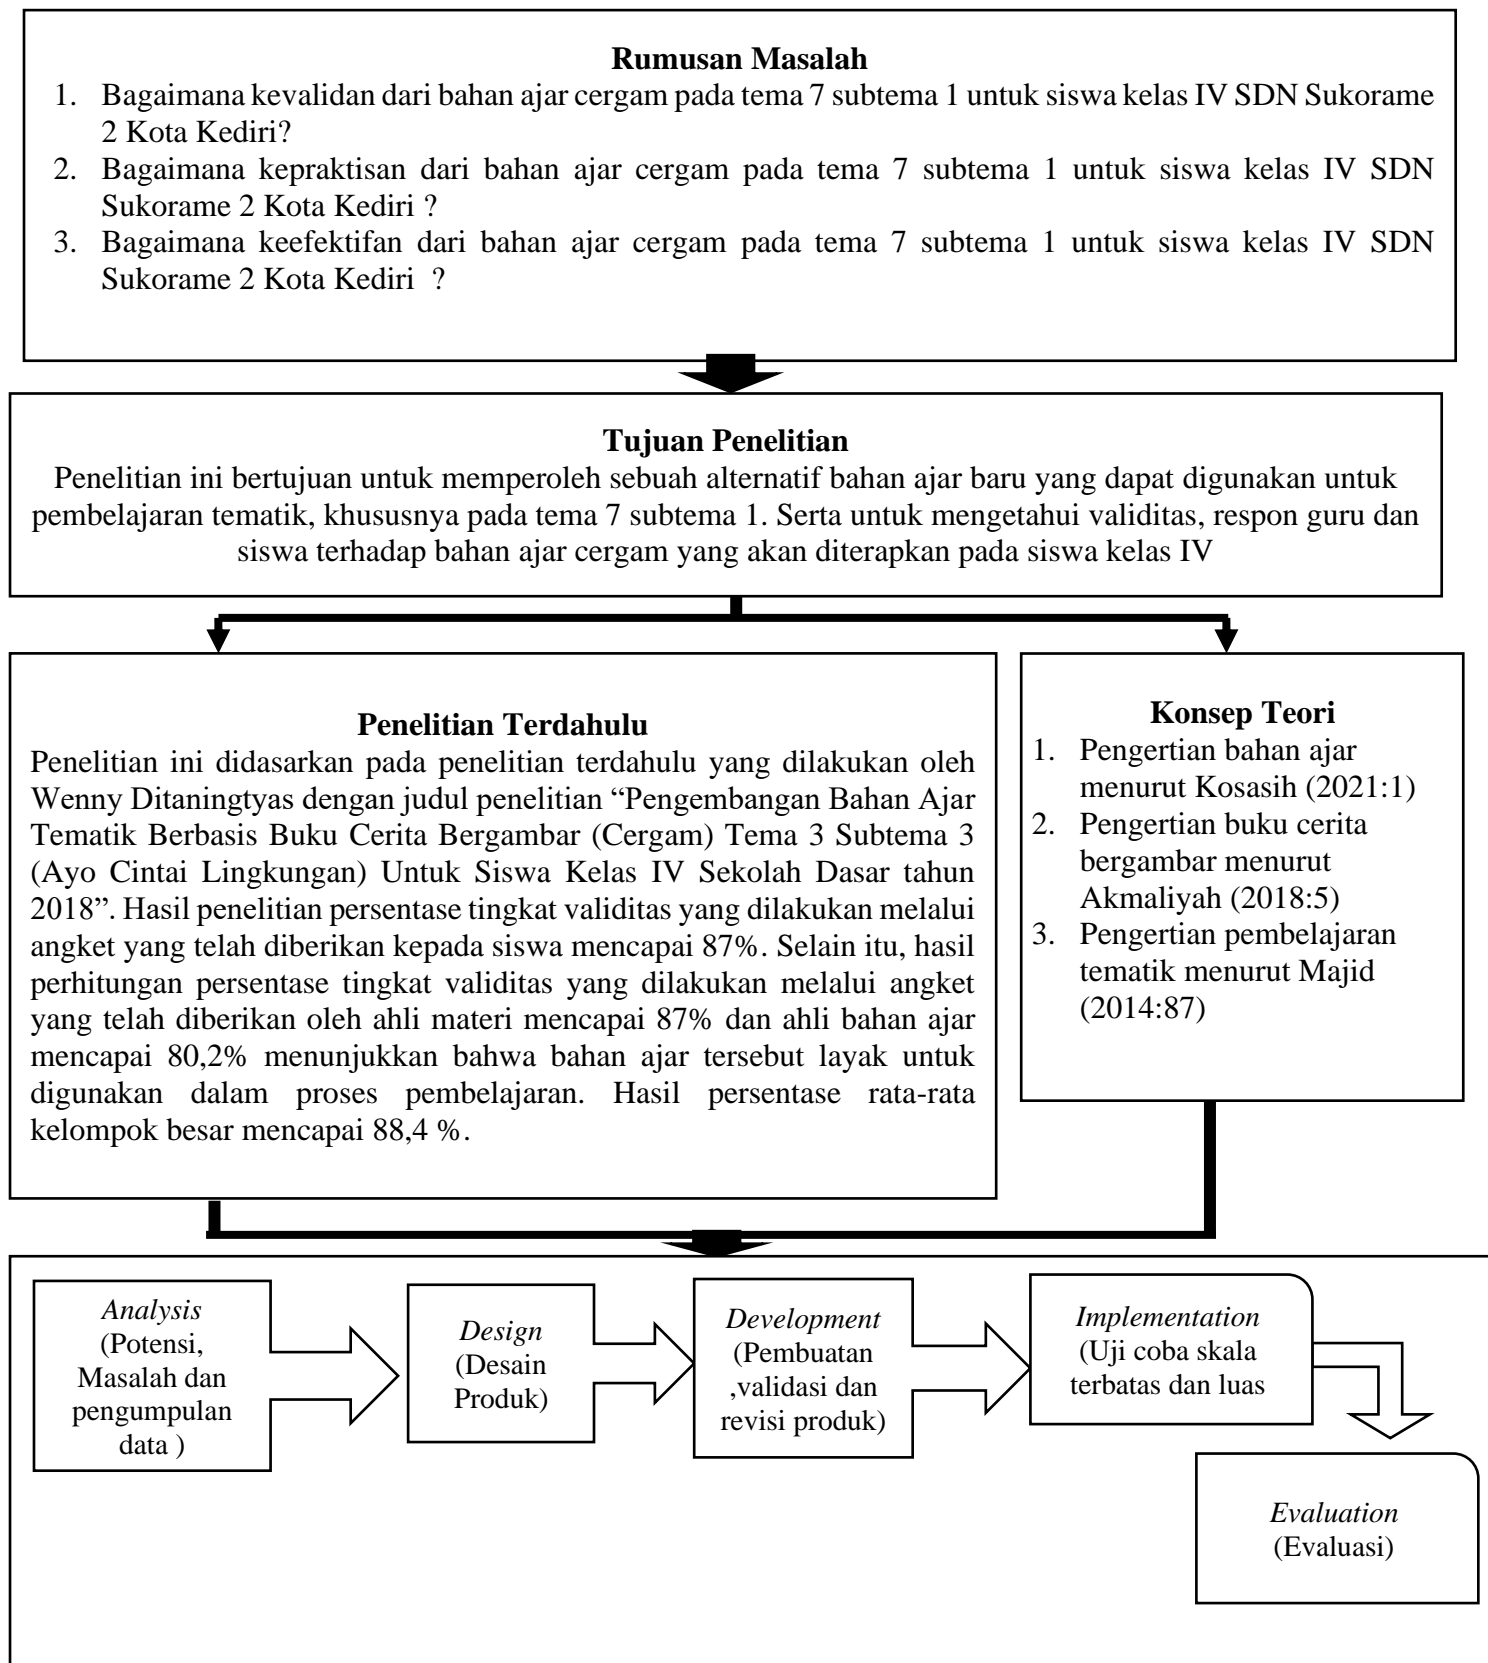 Rumusan Masalah
1. Bagaimana kevalidan dari bahan ajar cergam pada tema 7 subtema 1 untuk siswa kelas IV SDN Sukorame
2 Kota Kediri?
2. Bagaimana kepraktisan dari bahan ajar cergam pada tema 7 subtema 1 untuk siswa kelas IV SDN
Sukorame 2 Kota Kediri ?
3. Bagaimana keefektifan dari bahan ajar cergam pada tema 7 subtema 1 untuk siswa kelas IV SDN
Sukorame 2 Kota Kediri ?
Tujuan Penelitian
Penelitian ini bertujuan untuk memperoleh sebuah alternatif bahan ajar baru yang dapat digunakan untuk
pembelajaran tematik, khususnya pada tema 7 subtema 1. Serta untuk mengetahui validitas, respon guru dan
siswa terhadap bahan ajar cergam yang akan diterapkan pada siswa kelas IV
Penelitian Terdahulu
Penelitian ini didasarkan pada penelitian terdahulu yang dilakukan oleh
Wenny Ditaningtyas dengan judul penelitian “Pengembangan Bahan Ajar
Tematik Berbasis Buku Cerita Bergambar (Cergam) Tema 3 Subtema 3
(Ayo Cintai Lingkungan) Untuk Siswa Kelas IV Sekolah Dasar tahun
2018”. Hasil penelitian persentase tingkat validitas yang dilakukan melalui
angket yang telah diberikan kepada siswa mencapai 87%. Selain itu, hasil
perhitungan persentase tingkat validitas yang dilakukan melalui angket
yang telah diberikan oleh ahli materi mencapai 87% dan ahli bahan ajar
mencapai 80,2% menunjukkan bahwa bahan ajar tersebut layak untuk
digunakan dalam proses pembelajaran. Hasil persentase rata-rata
kelompok besar mencapai 88,4 %.
Konsep Teori
1. Pengertian bahan ajar
menurut Kosasih (2021:1)
2. Pengertian buku cerita
bergambar menurut
Akmaliyah (2018:5)
3. Pengertian pembelajaran
tematik menurut Majid
(2014:87)
Analysis
(Potensi,
Masalah dan
pengumpulan
data )
Design
(Desain
Produk)
Development
(Pembuatan
,validasi dan
revisi produk)
Implementation
(Uji coba skala
terbatas dan luas
Evaluation
(Evaluasi)